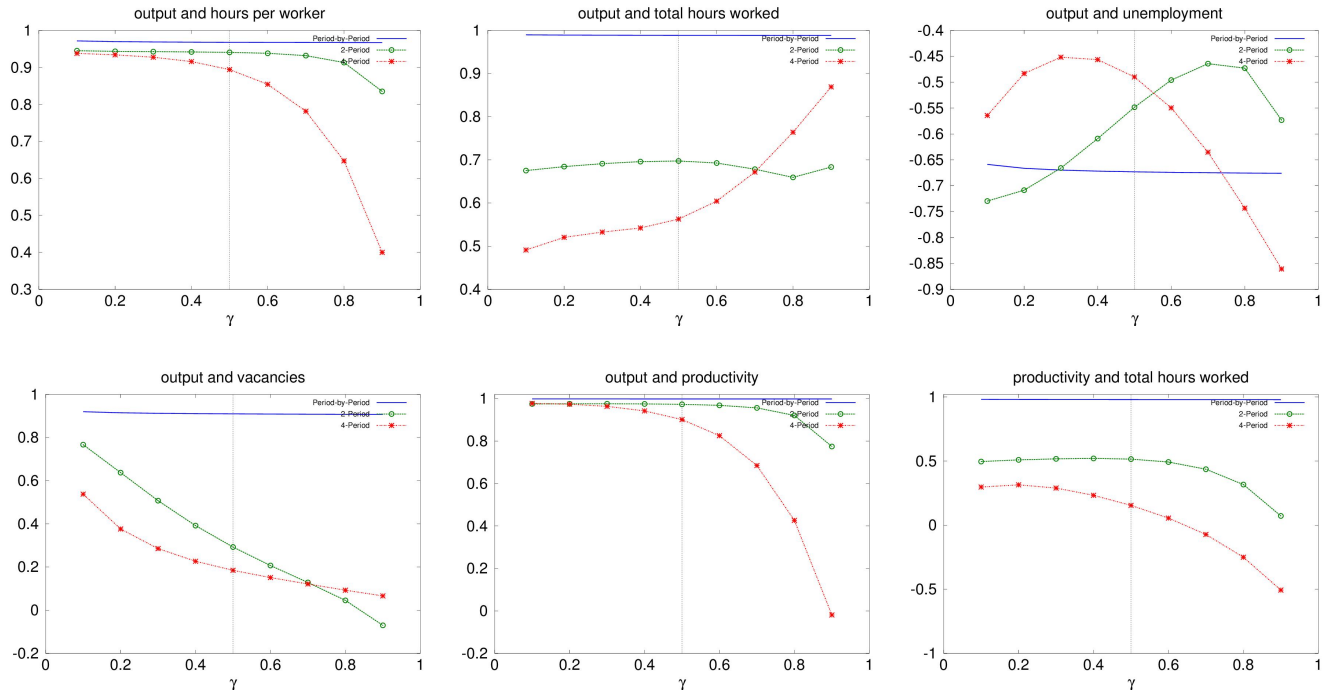 output and hours per worker
1
0.9
0.8
0.7
0.6
0.5
0.4
0.3
0 0.2 0.4 0.6 0.8 1
γ
Period-by-Period
2-Period
4-Period
output and total hours worked
1
0.9
0.8
0.7
0.6
0.5
0.4
0 0.2 0.4 0.6 0.8 1
γ
Period-by-Period
2-Period
4-Period
output and unemployment
-0.4
-0.45
-0.5
-0.55
-0.6
-0.65
-0.7
-0.75
-0.8
-0.85
-0.9
0 0.2 0.4 0.6 0.8 1
γ
Period-by-Period
2-Period
4-Period
output and vacancies
1
0.8
0.6
0.4
0.2
0
-0.2
0 0.2 0.4 0.6 0.8 1
γ
Period-by-Period
2-Period
4-Period
output and productivity
1
0.8
0.6
0.4
0.2
0
-0.2
0 0.2 0.4 0.6 0.8 1
γ
Period-by-Period
2-Period
4-Period
productivity and total hours worked
1
0.5
0
-0.5
-1
0 0.2 0.4 0.6 0.8 1
γ
Period-by-Period
2-Period
4-Period